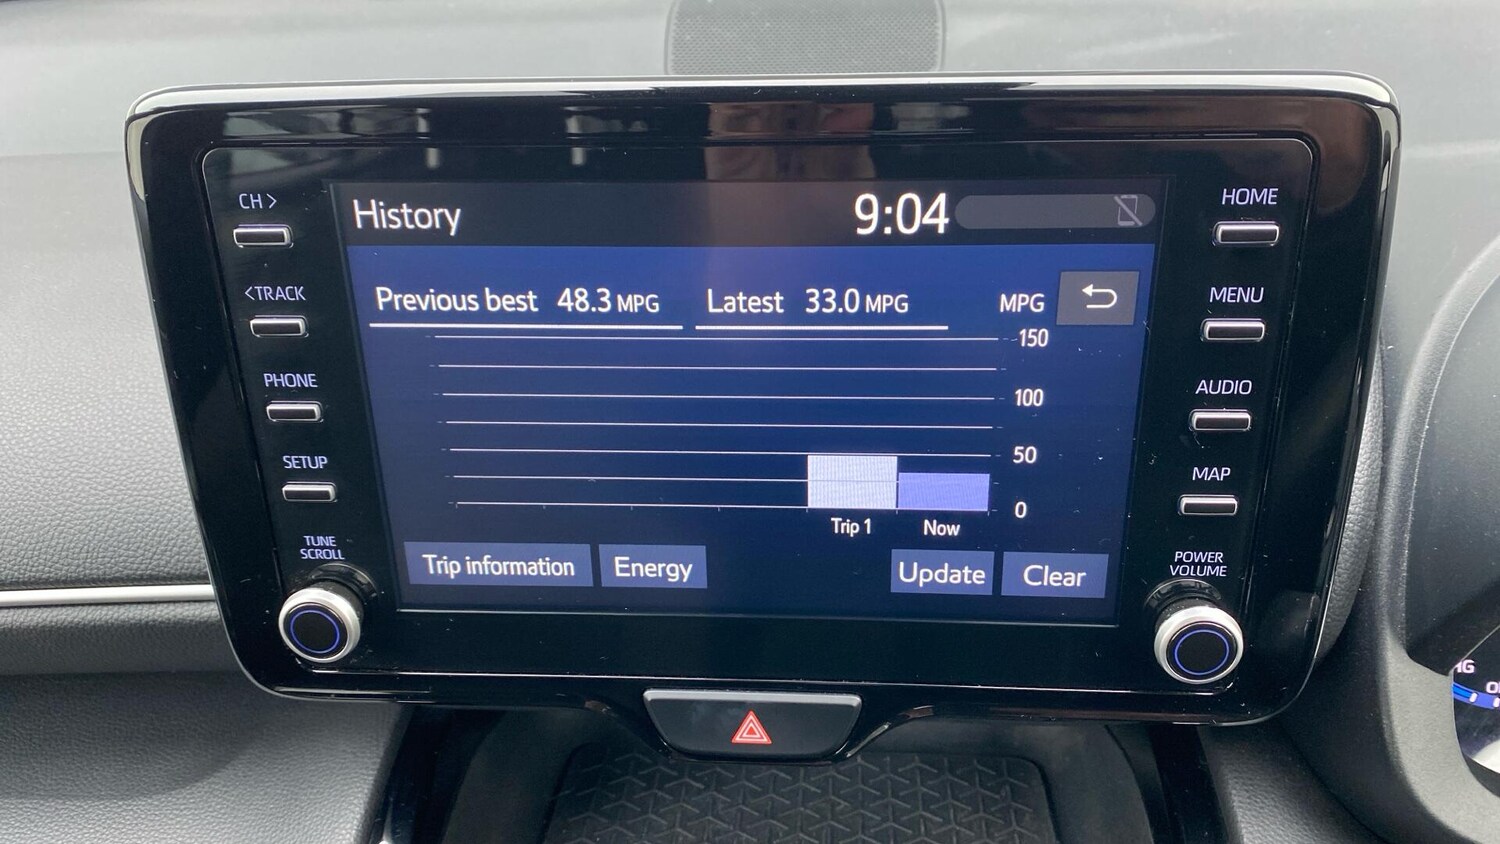 CH >
<TRACK
PHONE
SETUP
TUNE
SCROLL
History 9:04
Previous best 48.3 MPG Latest 33.0 MPG MPG
150
100
50
0
Trip 1 Now
Trip information Energy Update Clear
HOME
MENU
AUDIO
MAP
POWER
VOLUME